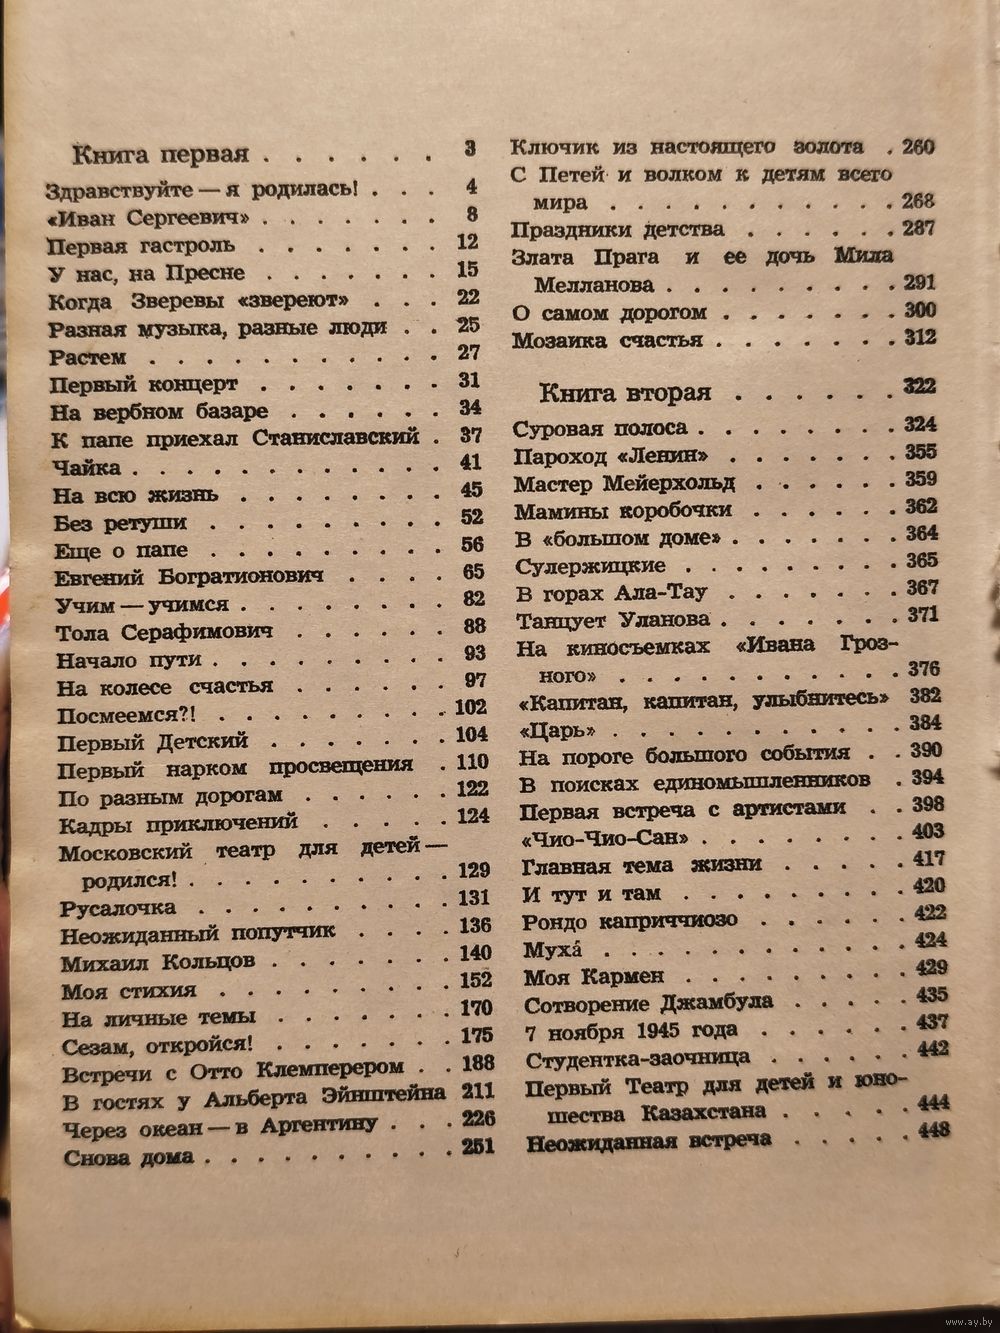 Книга первая . . . . . . 3
Здравствуйте — я родилась! . . . 4
«Иван Сергеевич» . . . . . . . 8
Первая гастроль . . . . . . . 12
У нас, на Пресне . . . . . . . 15
Когда Зверевы «звереют» . . . 22
Разная музыка, разные люди . . 25
Растем . . . . . . . . . . . 27
Первый концерт . . . . . . . 31
На вербном базаре . . . . . . 34
К папе приехал Станиславский . 37
Чайка . . . . . . . . . . . . 41
На всю жизнь . . . . . . . . 45
Без ретуши . . . . . . . . . 52
Еще о папе . . . . . . . . . 56
Евгений Богратионович . . . . 65
Учим — учимся . . . . . . . . 82
Тола Серафимович . . . . . . 88
Начало пути . . . . . . . . . 93
На колесе счастья . . . . . . 97
Посмеемся?! . . . . . . . . . 102
Первый Детский . . . . . . . 104
Первый нарком просвещения . 110
По разным дорогам . . . . . . 122
Кадры приключений . . . . . 124
Московский театр для детей —
родился! . . . . . . . . . . 129
Русалочка . . . . . . . . . . 131
Неожиданный попутчик . . . . 136
Михаил Кольцов . . . . . . . 140
Моя стихия . . . . . . . . . 152
На личные темы . . . . . . . 170
Сезам, откройся! . . . . . . . 175
Встречи с Отто Клемперером . . 188
В гостях у Альберта Эйнштейна 211
Через океан — в Аргентину . . . 226
Снова дома . . . . . . . . . . 251
Ключик из настоящего золота . 260
С Петей и волком к детям всего
мира . . . . . . . . . . . . 268
Праздники детства . . . . . . 287
Злата Прага и ее дочь Мила
Мелланова . . . . . . . . . 291
О самом дорогом . . . . . . . 300
Мозаика счастья . . . . . . . 312
Книга вторая . . . . . . 322
Суровая полоса . . . . . . . . 324
Пароход «Ленин» . . . . . . . 355
Мастер Мейерхольд . . . . . . 359
Мамины коробочки . . . . . . 362
В «большом доме» . . . . . . . 364
Сулержицкие . . . . . . . . . 365
В горах Ала-Тау . . . . . . . 367
Танцует Уланова . . . . . . . 371
На киносъемках «Ивана Гроз-
ного» . . . . . . . . . . . 376
«Капитан, капитан, улыбнитесь» 382
«Царь» . . . . . . . . . . . 384
На пороге большого события . . 390
В поисках единомышленников . 394
Первая встреча с артистами . . 398
«Чио-Чио-Сан» . . . . . . . . 403
Главная тема жизни . . . . . 417
И тут и там . . . . . . . . . 420
Рондо каприччиозо . . . . . . 422
Муха́ . . . . . . . . . . . . 424
Моя Кармен . . . . . . . . . 429
Сотворение Джамбула . . . . . 435
7 ноября 1945 года . . . . . . 437
Студентка-заочница . . . . . . 442
Первый Театр для детей и юно-
шества Казахстана . . . . . 444
Неожиданная встреча . . . . . 448
www.ay.by